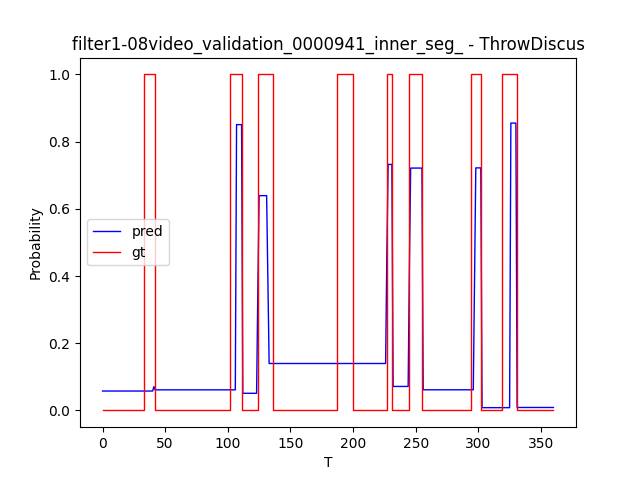 filter1-08video_validation_0000941_inner_seg_ - ThrowDiscus
1.0
0.8
0.6
0.4
0.2
0.0
Probability
pred
gt
0 50 100 150 200 250 300 350
T